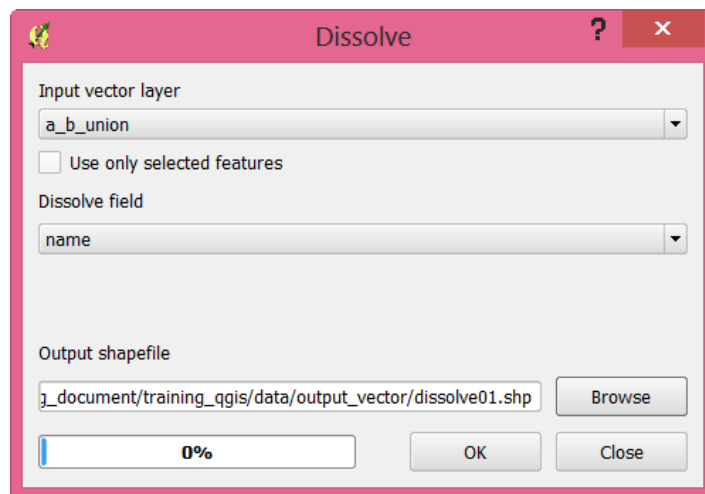 Dissolve ? ×
Input vector layer
a_b_union
Use only selected features
Dissolve field
name
Output shapefile
g_document/training_qgis/data/output_vector/dissolve01.shp Browse
0% OK Close